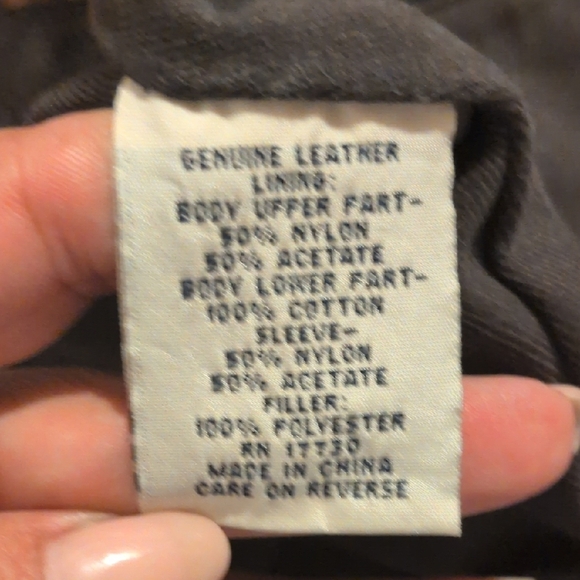 GENUINE LEATHER
LINING:
BODY UPPER PART-
50% NYLON
50% ACETATE
BODY LOWER PART-
100% COTTON
SLEEVE-
50% NYLON
50% ACETATE
FILLER:
100% POLYESTER
RN 17730
MADE IN CHINA
CARE ON REVERSE